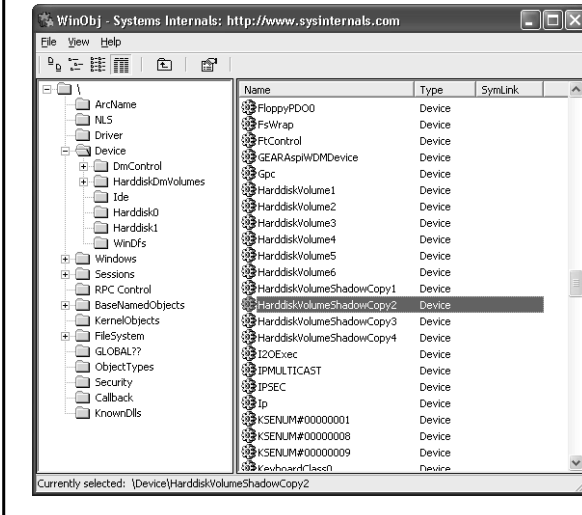 WinObj - Systems Internals: http://www.sysinternals.com
File View Help
\
ArcName
NLS
Driver
Device
DmControl
HarddiskDmVolumes
Ide
Harddisk0
Harddisk1
WinDfs
Windows
Sessions
RPC Control
BaseNamedObjects
KernelObjects
FileSystem
GLOBAL??
ObjectTypes
Security
Callback
KnownDlls
Name Type SymLink
FloppyPDO0 Device
FsWrap Device
FtControl Device
GEARAspiWDMDevice Device
Gpc Device
HarddiskVolume1 Device
HarddiskVolume2 Device
HarddiskVolume3 Device
HarddiskVolume4 Device
HarddiskVolume5 Device
HarddiskVolume6 Device
HarddiskVolumeShadowCopy1 Device
HarddiskVolumeShadowCopy2 Device
HarddiskVolumeShadowCopy3 Device
HarddiskVolumeShadowCopy4 Device
I2OExec Device
IPMULTICAST Device
IPSEC Device
Ip Device
KSENUM#00000001 Device
KSENUM#00000008 Device
KSENUM#00000009 Device
KeyboardClass0 Device
Currently selected: \Device\HarddiskVolumeShadowCopy2